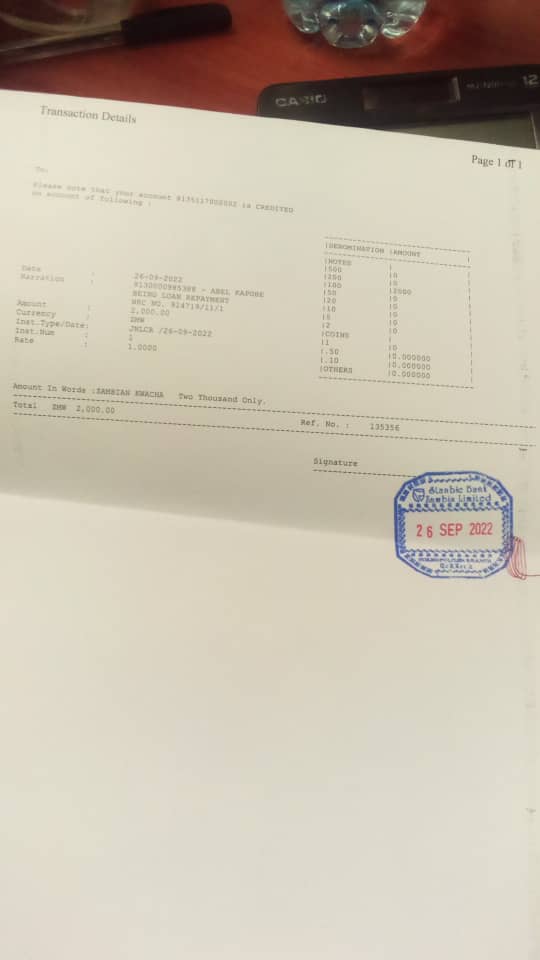 CASIO
12
Transaction Details
Page 1 of 1
To:
Please note that your account 9135117000002 is CREDITED
on account of following :
|DENOMINATION |AMOUNT
|NOTES |
|500 |0
|200 |0
|100 |2000
|50 |0
|20 |0
|10 |0
|5 |0
|2 |0
|COINS |
|1 |0
|.50 |0.000000
|.10 |0.000000
|OTHERS |0.000000
Date : 26-09-2022
Narration : 9130000985388 - ABEL KAPOBE
BEING LOAN REPAYMENT
NRC NO. 924719/11/1
Amount : 2,000.00
Currency : ZMW
Inst.Type/Date: JNLCR /26-09-2022
Inst.Num : 1
Rate : 1.0000
Amount In Words :ZAMBIAN KWACHA Two Thousand Only.
Total ZMW 2,000.00 Ref. No. : 135356
Signature
Stanbic Bank
Zambia Limited
26 SEP 2022